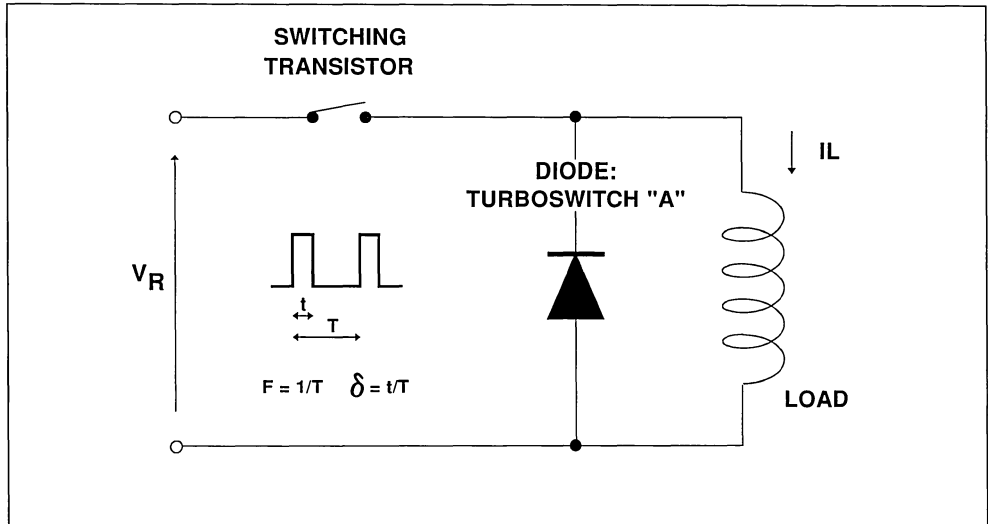 SWITCHING
TRANSISTOR
IL
DIODE:
TURBOSWITCH "A"
VR
t
T
F = 1/T δ = t/T
LOAD